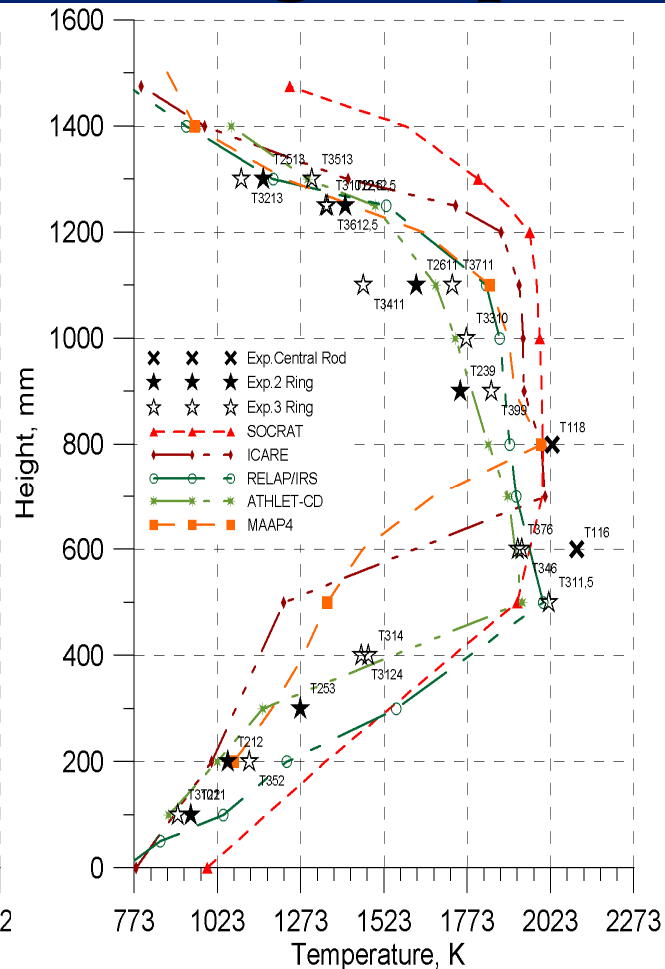 1600
1400
1200
1000
800
600
400
200
0
Height, mm
T2513
T3513
T3213
T3612,5
T2611
T3711
T3411
T3310
T239
T399
T118
T376
T116
T346
T311,5
T314
T3124
T253
T212
T352
Exp.Central Rod
Exp.2 Ring
Exp.3 Ring
SOCRAT
ICARE
RELAP/IRS
ATHLET-CD
MAAP4
2
773
1023
1273
1523
1773
2023
2273
Temperature, K